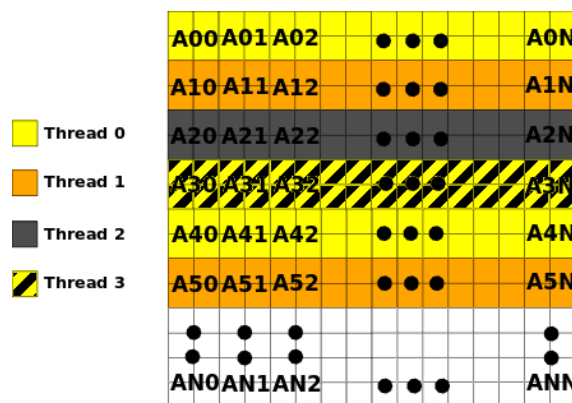 A00 A01 A02 A0N
A10 A11 A12 A1N
A20 A21 A22 A2N
A30 A31 A32 A3N
A40 A41 A42 A4N
A50 A51 A52 A5N
AN0 AN1 AN2 ANN
Thread 0
Thread 1
Thread 2
Thread 3